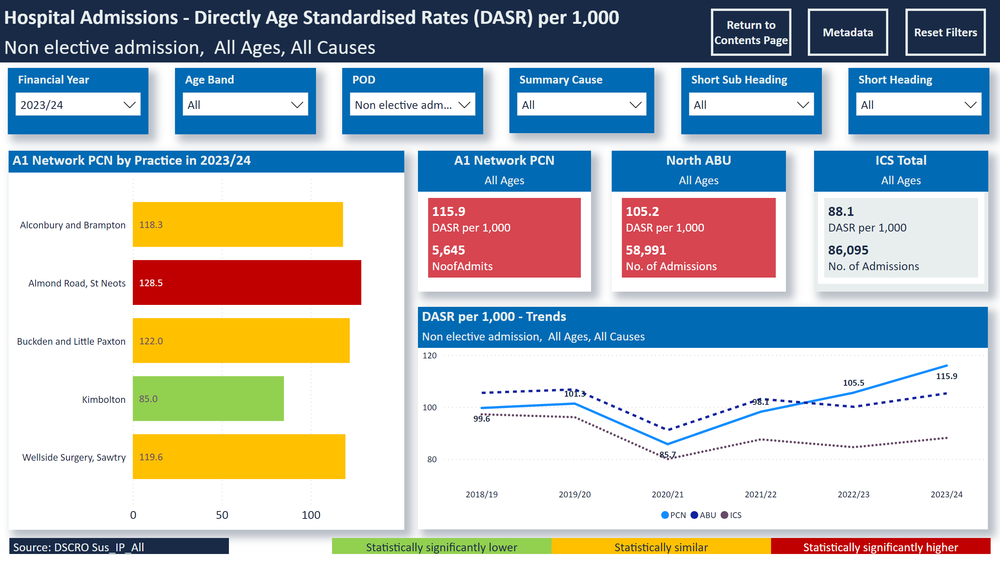 Hospital Admissions - Directly Age Standardised Rates (DASR) per 1,000
Non elective admission,  All Ages, All Causes
Return to
Contents Page
Metadata
Reset Filters
Financial Year
2023/24
Age Band
All
POD
Non elective adm...
Summary Cause
All
Short Sub Heading
All
Short Heading
All
A1 Network PCN by Practice in 2023/24
Alconbury and Brampton
118.3
Almond Road, St Neots
128.5
Buckden and Little Paxton
122.0
Kimbolton
85.0
Wellside Surgery, Sawtry
119.6
0
50
100
A1 Network PCN
All Ages
115.9
DASR per 1,000
5,645
NoofAdmits
North ABU
All Ages
105.2
DASR per 1,000
58,991
No. of Admissions
ICS Total
All Ages
88.1
DASR per 1,000
86,095
No. of Admissions
DASR per 1,000 - Trends
Non elective admission,  All Ages, All Causes
120
100
80
99.6
101.3
85.7
98.1
105.5
115.9
2018/19
2019/20
2020/21
2021/22
2022/23
2023/24
PCN
ABU
ICS
Source: DSCRO Sus_IP_All
Statistically significantly lower
Statistically similar
Statistically significantly higher